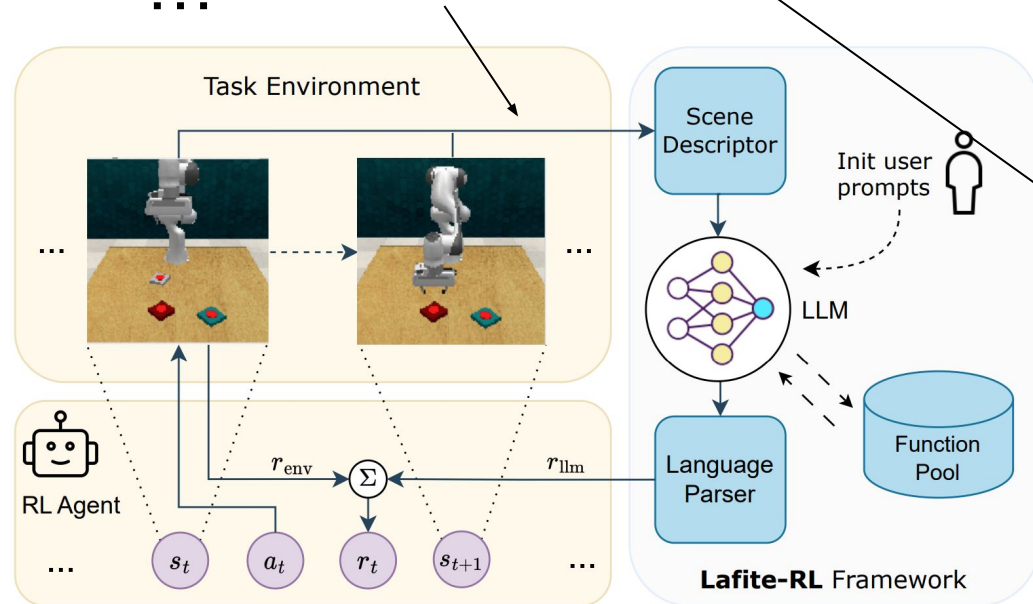 ...
Task Environment
Scene
Descriptor
Init user
prompts
...
...
LLM
Function
Pool
Language
Parser
r_env
Σ
r_llm
RL Agent
s_t
a_t
r_t
s_{t+1}
...
...
Lafite-RL Framework